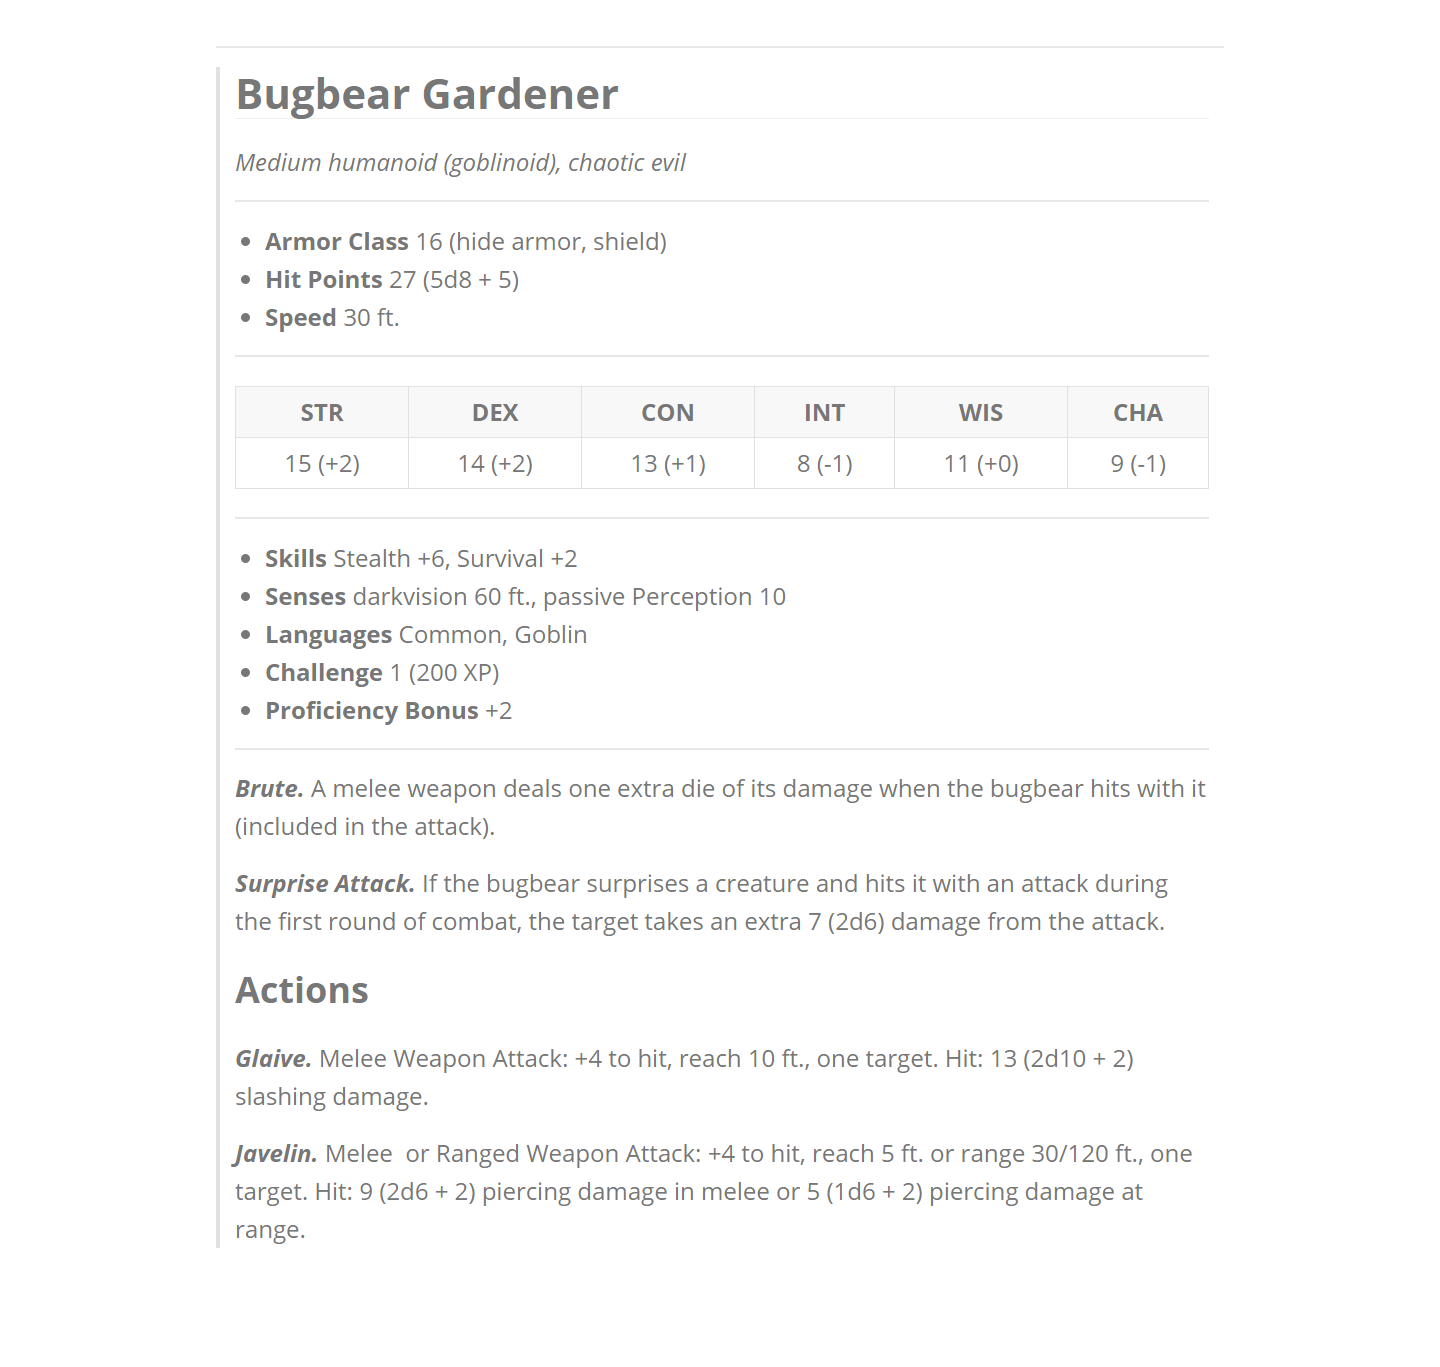 Bugbear Gardener
Medium humanoid (goblinoid), chaotic evil
Armor Class 16 (hide armor, shield)
Hit Points 27 (5d8 + 5)
Speed 30 ft.
STR DEX CON INT WIS CHA
15 (+2) 14 (+2) 13 (+1) 8 (-1) 11 (+0) 9 (-1)
Skills Stealth +6, Survival +2
Senses darkvision 60 ft., passive Perception 10
Languages Common, Goblin
Challenge 1 (200 XP)
Proficiency Bonus +2
Brute. A melee weapon deals one extra die of its damage when the bugbear hits with it
(included in the attack).
Surprise Attack. If the bugbear surprises a creature and hits it with an attack during
the first round of combat, the target takes an extra 7 (2d6) damage from the attack.
Actions
Glaive. Melee Weapon Attack: +4 to hit, reach 10 ft., one target. Hit: 13 (2d10 + 2)
slashing damage.
Javelin. Melee  or Ranged Weapon Attack: +4 to hit, reach 5 ft. or range 30/120 ft., one
target. Hit: 9 (2d6 + 2) piercing damage in melee or 5 (1d6 + 2) piercing damage at
range.